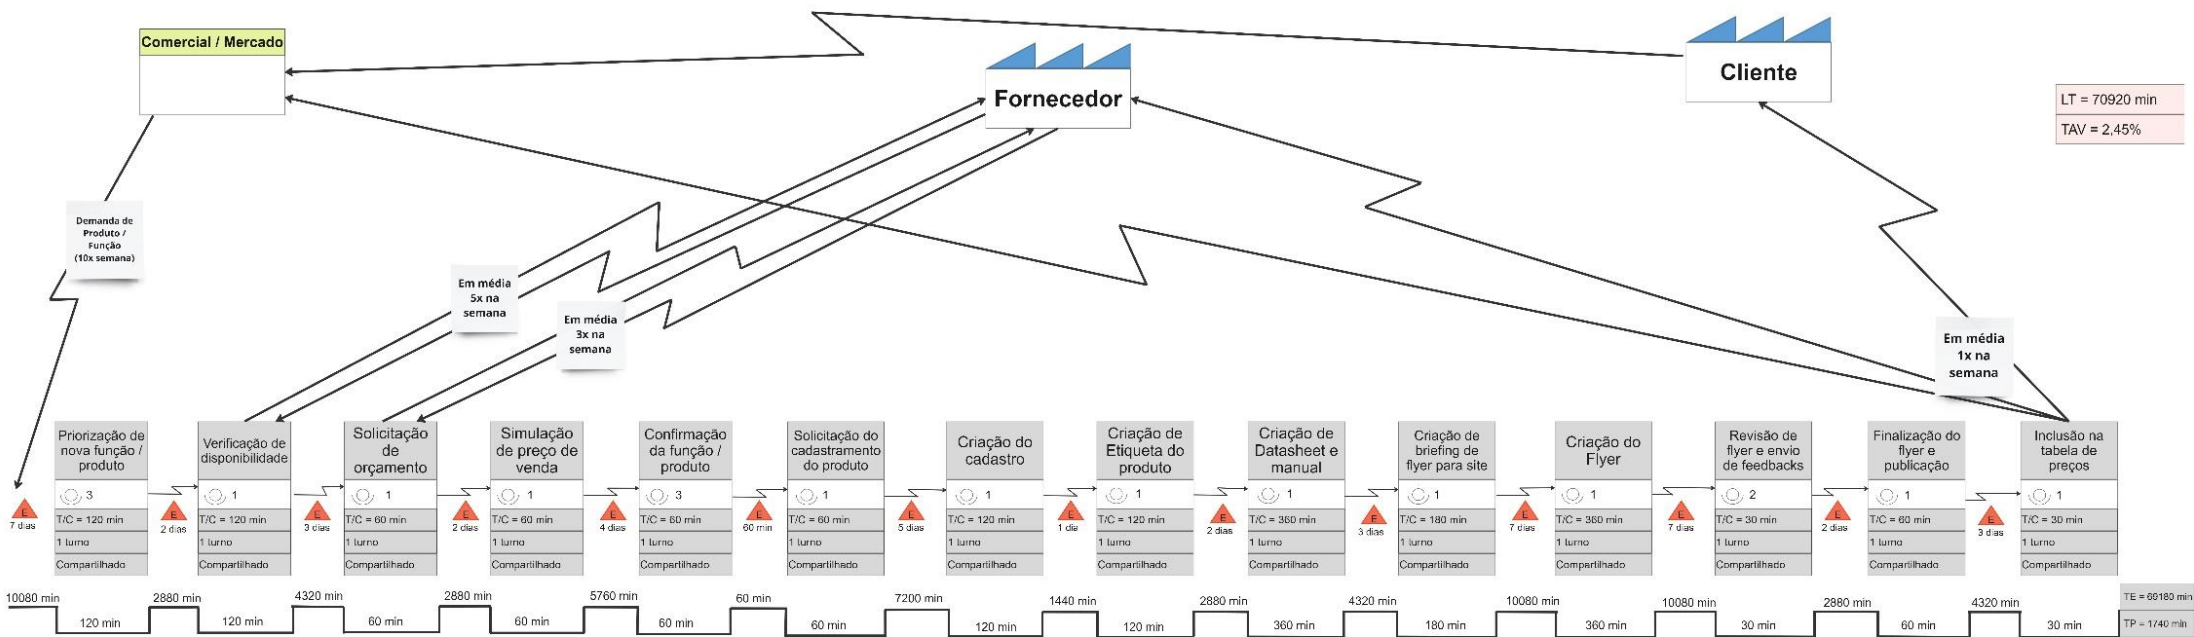 Comercial / Mercado
Fornecedor
Cliente
LT = 70920 min
TAV = 2,45%
Demanda de
Produto /
Função
(10x semana)
Em média
5x na
semana
Em média
3x na
semana
Em média
1x na
semana
Priorização de
nova função /
produto
Verificação de
disponibilidade
Solicitação
de
orçamento
Simulação
de preço de
venda
Confirmação
da função /
produto
Solicitação do
cadastramento
do produto
Criação do
cadastro
Criação de
Etiqueta do
produto
Criação de
Datasheet e
manual
Criação de
briefing de
flyer para site
Criação do
Flyer
Revisão de
flyer e envio
de feedbacks
Finalização do
flyer e
publicação
Inclusão na
tabela de
preços
3
1
1
1
3
1
1
1
1
1
1
2
1
1
E
7 dias
E
2 dias
E
3 dias
E
2 dias
E
4 dias
E
60 min
E
5 dias
E
1 dia
E
2 dias
E
3 dias
E
7 dias
E
7 dias
E
2 dias
E
3 dias
T/C = 120 min
T/C = 120 min
T/C = 60 min
T/C = 60 min
T/C = 60 min
T/C = 60 min
T/C = 120 min
T/C = 120 min
T/C = 360 min
T/C = 180 min
T/C = 360 min
T/C = 30 min
T/C = 60 min
T/C = 30 min
1 turno
1 turno
1 turno
1 turno
1 turno
1 turno
1 turno
1 turno
1 turno
1 turno
1 turno
1 turno
1 turno
1 turno
Compartilhado
Compartilhado
Compartilhado
Compartilhado
Compartilhado
Compartilhado
Compartilhado
Compartilhado
Compartilhado
Compartilhado
Compartilhado
Compartilhado
Compartilhado
Compartilhado
10080 min
2880 min
4320 min
2880 min
5760 min
60 min
7200 min
1440 min
2880 min
4320 min
10080 min
10080 min
2880 min
4320 min
TE = 69180 min
120 min
120 min
60 min
60 min
60 min
60 min
120 min
120 min
360 min
180 min
360 min
30 min
60 min
30 min
TP = 1740 min